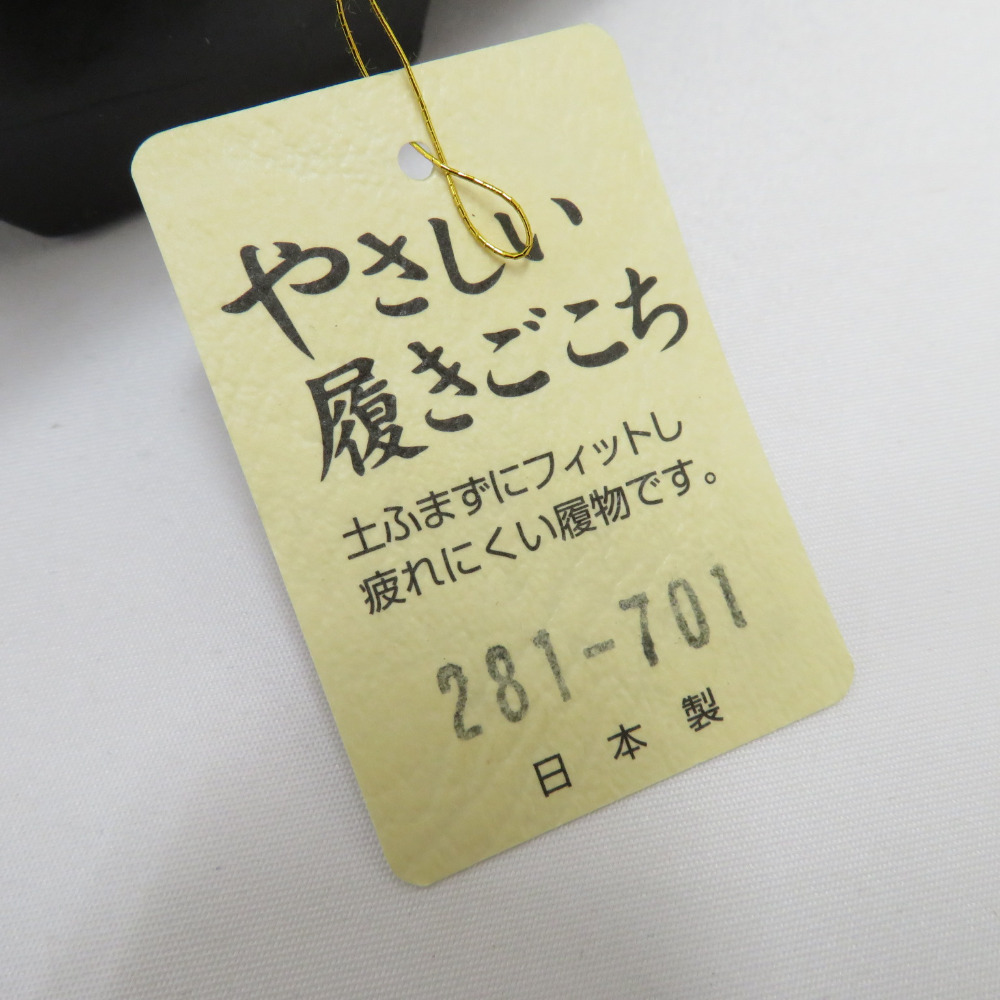 やさしい
履きごこち
土ふまずにフィットし
疲れにくい履物です。
281-701
日本製